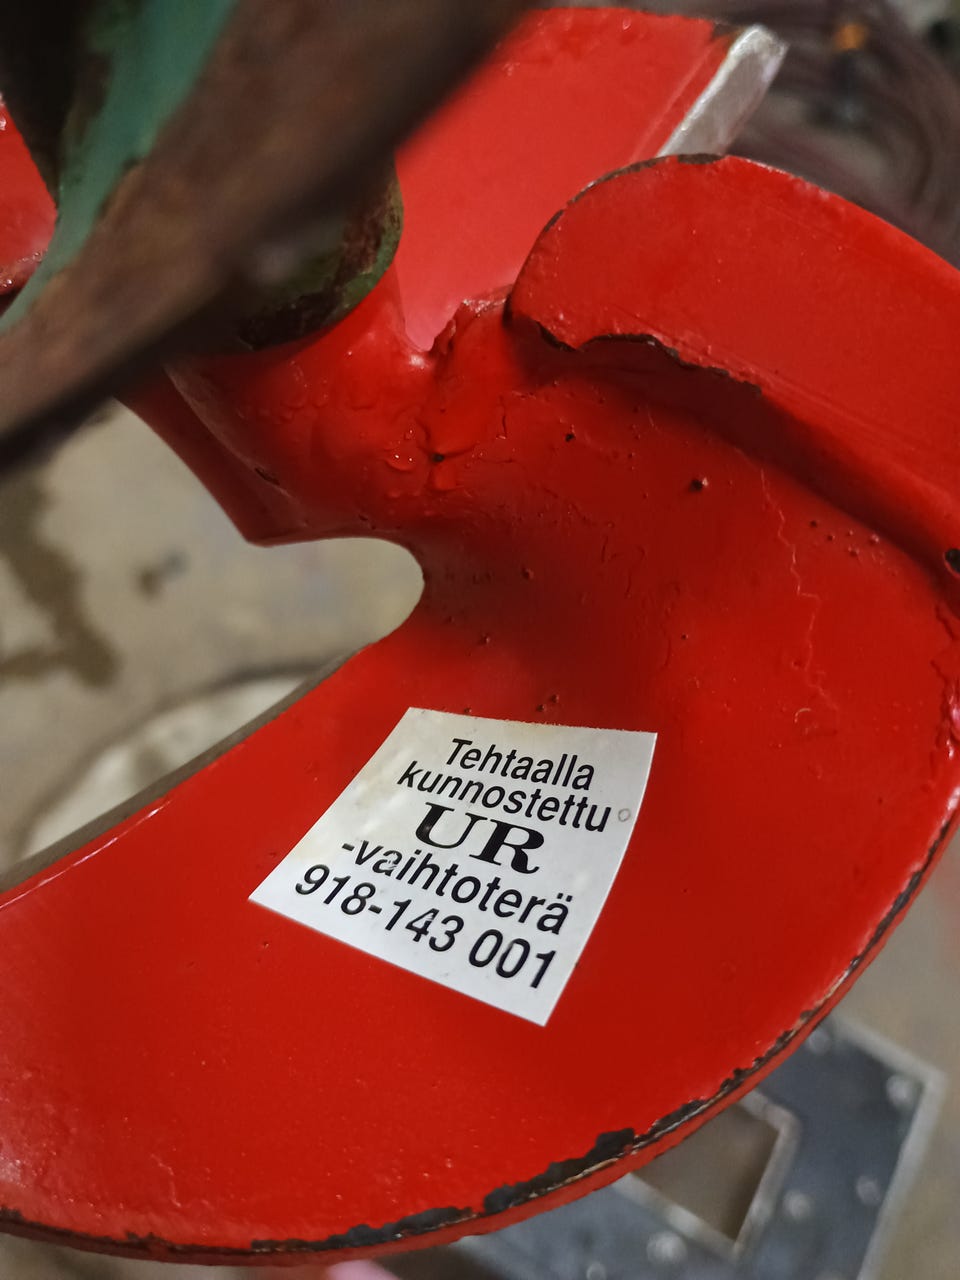 Tehtaalla
kunnostettu
UR
-vaihtoterä
918-143 001